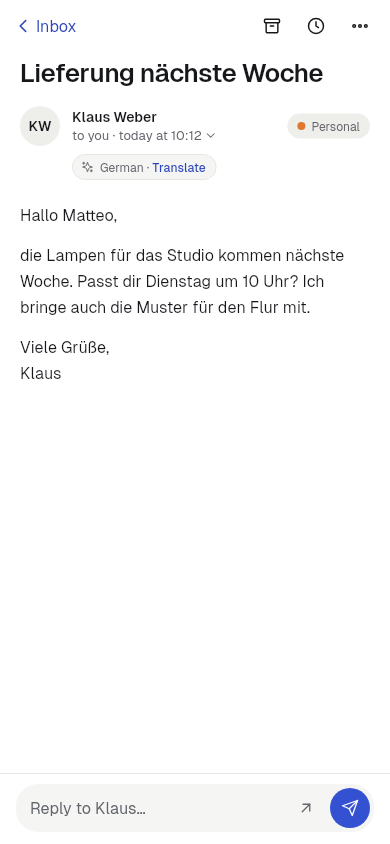 Inbox
Lieferung nächste Woche
KW
Klaus Weber
to you · today at 10:12
Personal
German · Translate
Hallo Matteo,
die Lampen für das Studio kommen nächste
Woche. Passt dir Dienstag um 10 Uhr? Ich
bringe auch die Muster für den Flur mit.
Viele Grüße,
Klaus
Reply to Klaus...